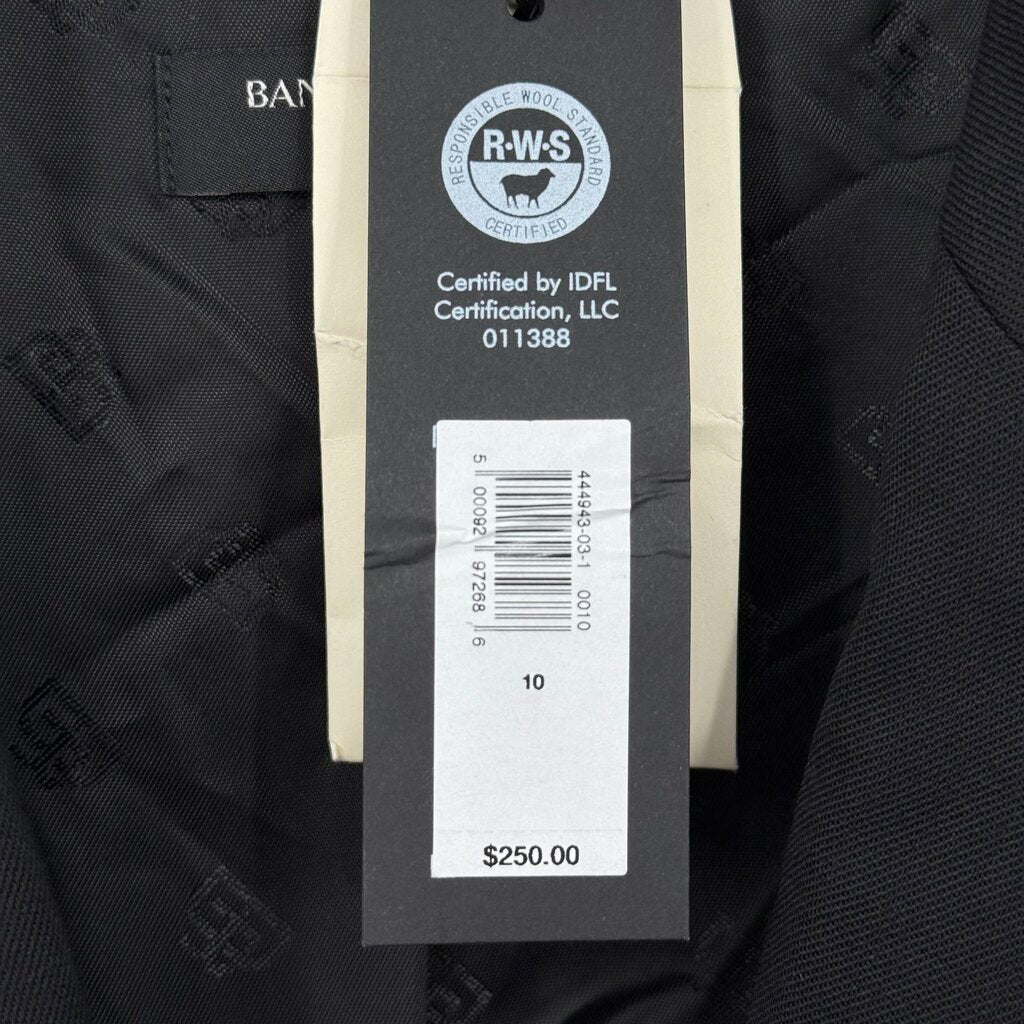 BAN
RESPONSIBLE WOOL STANDARD
R·W·S
CERTIFIED
Certified by IDFL
Certification, LLC
011388
444943-03-1 0010
5 00092 97268 6
10
$250.00